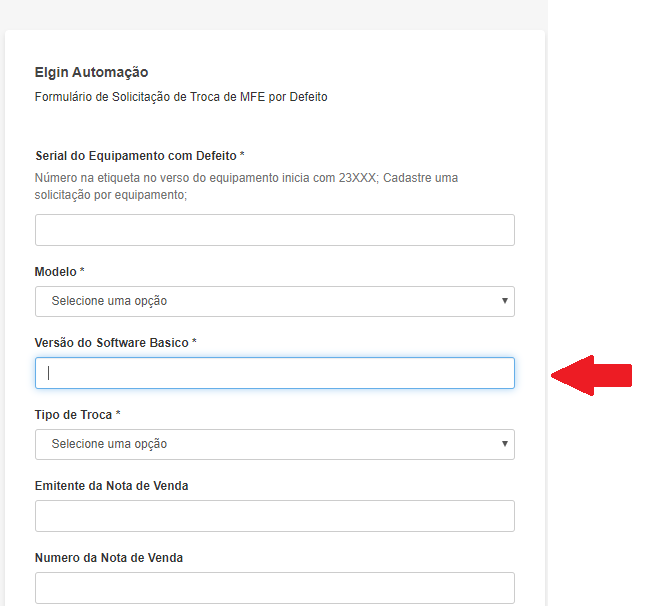 Elgin Automação
Formulário de Solicitação de Troca de MFE por Defeito
Serial do Equipamento com Defeito *
Número na etiqueta no verso do equipamento inicia com 23XXX; Cadastre uma
solicitação por equipamento;
Modelo *
Selecione uma opção
Versão do Software Basico *
Tipo de Troca *
Selecione uma opção
Emitente da Nota de Venda
Numero da Nota de Venda